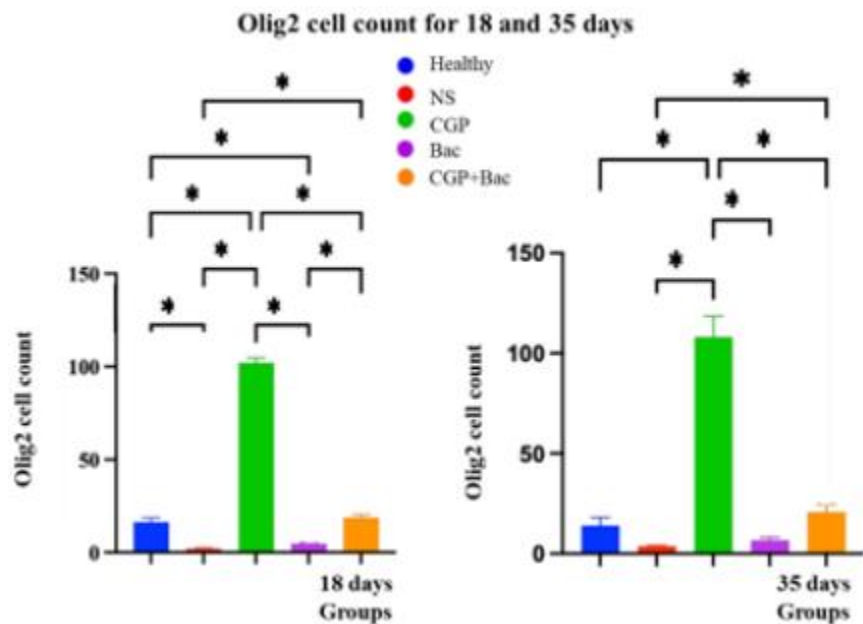 Olig2 cell count for 18 and 35 days
Healthy
NS
CGP
Bac
CGP+Bac
* * * * * * * *
Olig2 cell count
150
100
50
0
18 days
Groups
* * * * *
Olig2 cell count
150
100
50
0
35 days
Groups